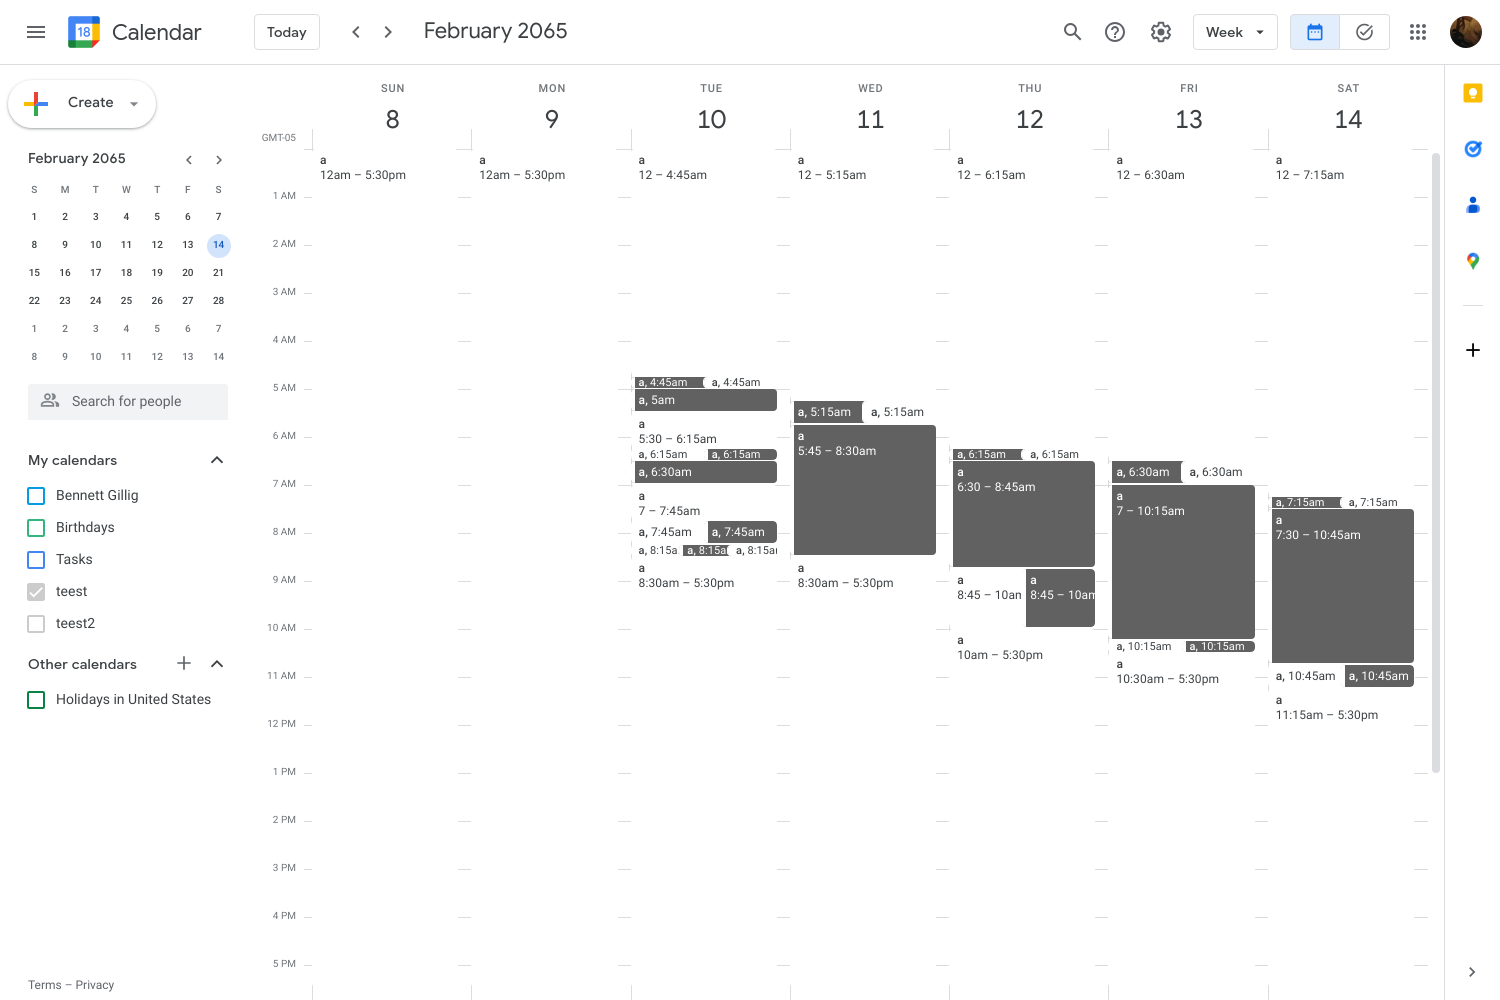 18 Calendar
Today
February 2065
Week
Create
February 2065
S M T W T F S
1 2 3 4 5 6 7
8 9 10 11 12 13 14
15 16 17 18 19 20 21
22 23 24 25 26 27 28
1 2 3 4 5 6 7
8 9 10 11 12 13 14
Search for people
My calendars
Bennett Gillig
Birthdays
Tasks
teest
teest2
Other calendars
Holidays in United States
Terms – Privacy
GMT-05
1 AM
2 AM
3 AM
4 AM
5 AM
6 AM
7 AM
8 AM
9 AM
10 AM
11 AM
12 PM
1 PM
2 PM
3 PM
4 PM
5 PM
SUN
8
a
12am – 5:30pm
MON
9
a
12am – 5:30pm
TUE
10
a
12 – 4:45am
a, 4:45am
a, 4:45am
a, 5am
a
5:30 – 6:15am
a, 6:15am
a, 6:15am
a, 6:30am
a
7 – 7:45am
a, 7:45am
a, 7:45am
a, 8:15a
a, 8:15a
a, 8:15a
a
8:30am – 5:30pm
WED
11
a
12 – 5:15am
a, 5:15am
a, 5:15am
a
5:45 – 8:30am
a
8:30am – 5:30pm
THU
12
a
12 – 6:15am
a, 6:15am
a, 6:15am
a
6:30 – 8:45am
a
8:45 – 10am
a
8:45 – 10am
a
10am – 5:30pm
FRI
13
a
12 – 6:30am
a, 6:30am
a, 6:30am
a
7 – 10:15am
a, 10:15am
a, 10:15am
a
10:30am – 5:30pm
SAT
14
a
12 – 7:15am
a, 7:15am
a, 7:15am
a
7:30 – 10:45am
a, 10:45am
a, 10:45am
a
11:15am – 5:30pm